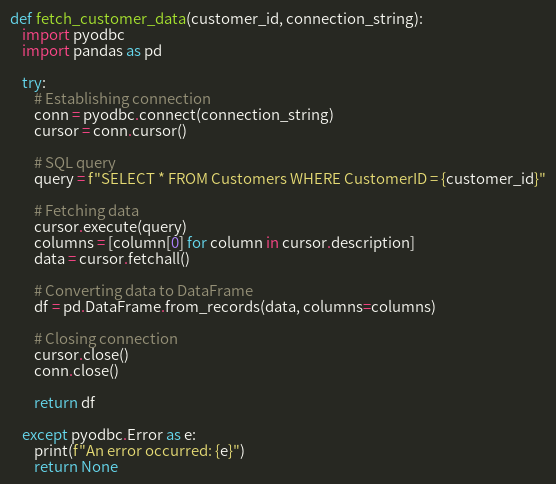 def fetch_customer_data(customer_id, connection_string):
    import pyodbc
    import pandas as pd

    try:
        # Establishing connection
        conn = pyodbc.connect(connection_string)
        cursor = conn.cursor()

        # SQL query
        query = f"SELECT * FROM Customers WHERE CustomerID = {customer_id}"

        # Fetching data
        cursor.execute(query)
        columns = [column[0] for column in cursor.description]
        data = cursor.fetchall()

        # Converting data to DataFrame
        df = pd.DataFrame.from_records(data, columns=columns)

        # Closing connection
        cursor.close()
        conn.close()

        return df

    except pyodbc.Error as e:
        print(f"An error occurred: {e}")
        return None